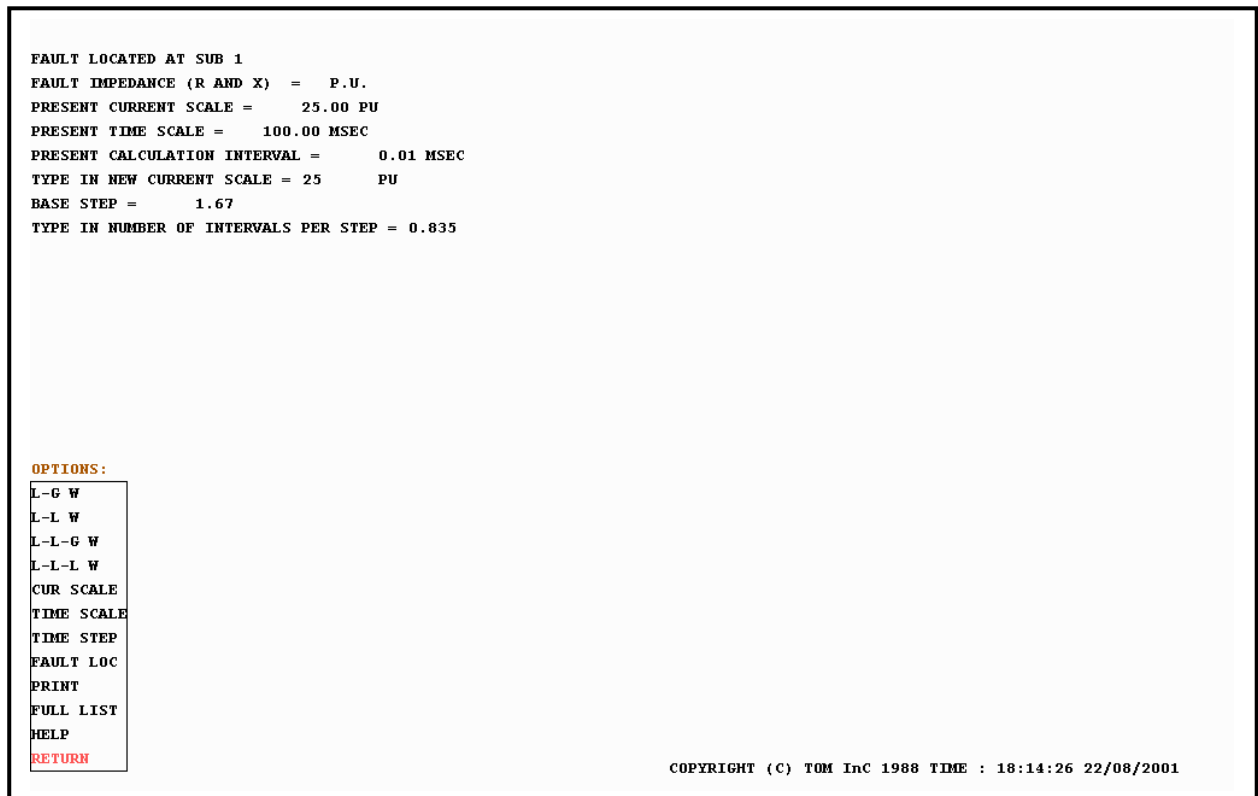 FAULT LOCATED AT SUB 1
FAULT IMPEDANCE (R AND X) = P.U.
PRESENT CURRENT SCALE = 25.00 PU
PRESENT TIME SCALE = 100.00 MSEC
PRESENT CALCULATION INTERVAL = 0.01 MSEC
TYPE IN NEW CURRENT SCALE = 25 PU
BASE STEP = 1.67
TYPE IN NUMBER OF INTERVALS PER STEP = 0.835
OPTIONS:
L-G W
L-L W
L-L-G W
L-L-L W
CUR SCALE
TIME SCALE
TIME STEP
FAULT LOC
PRINT
FULL LIST
HELP
RETURN
COPYRIGHT (C) TOM InC 1988 TIME : 18:14:26 22/08/2001